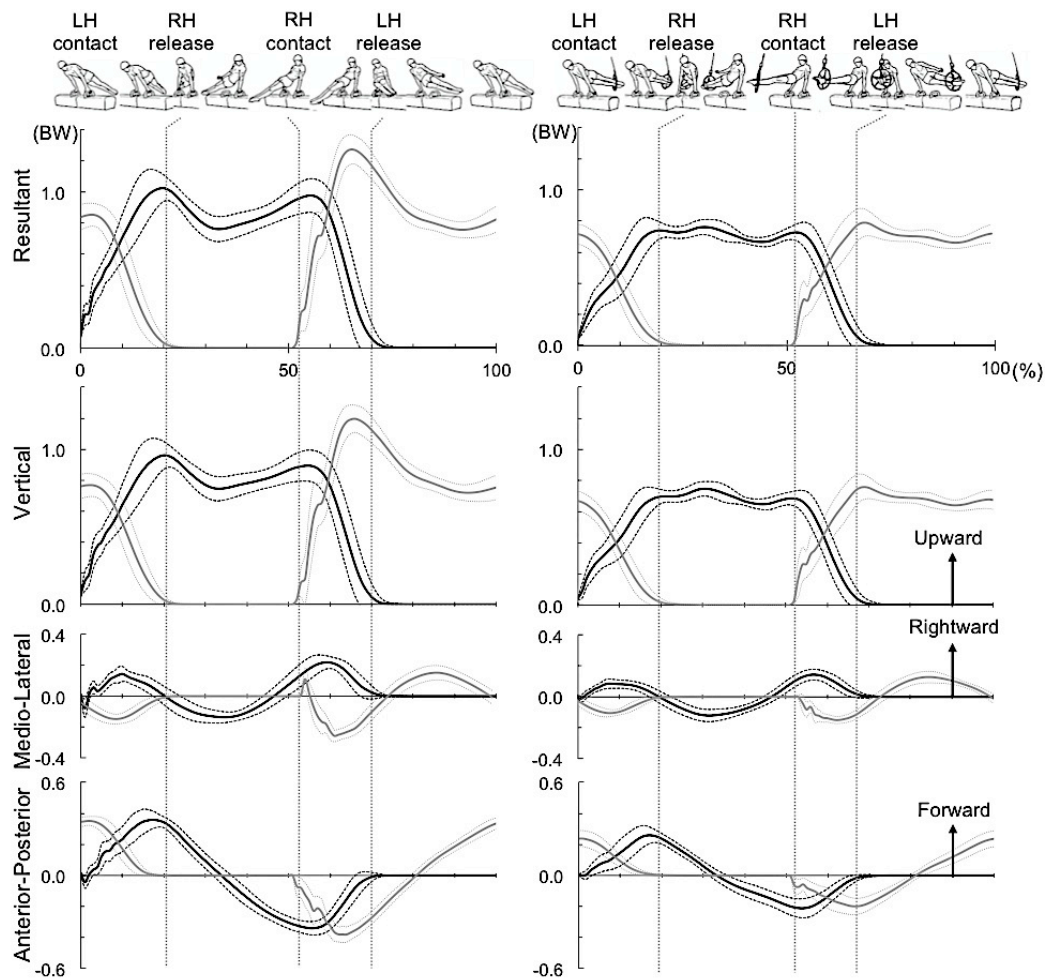 LH contact
RH release
RH contact
LH release
LH contact
RH release
RH contact
LH release
(BW)
(BW)
Resultant
1.0
1.0
0.0
0.0
0
50
100
0
50
100
(%)
Vertical
1.0
1.0
Upward
0.0
0.0
Medio-Lateral
0.4
0.4
Rightward
0.0
0.0
-0.4
-0.4
Anterior-Posterior
0.6
0.6
Forward
0.0
0.0
-0.6
-0.6